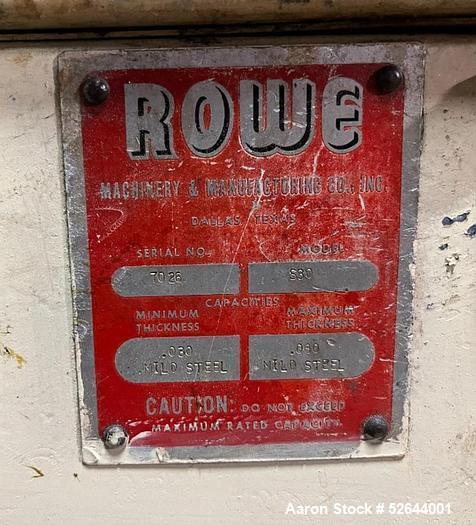 ROWE
MACHINERY & MANUFACTURING CO., INC.
DALLAS, TEXAS
SERIAL NO. MODEL
7026 S30
CAPACITIES
MINIMUM THICKNESS MAXIMUM THICKNESS
.030 MILD STEEL MILD STEEL
CAUTION: DO NOT EXCEED
MAXIMUM RATED CAPACITY
Aaron Stock # 52644001